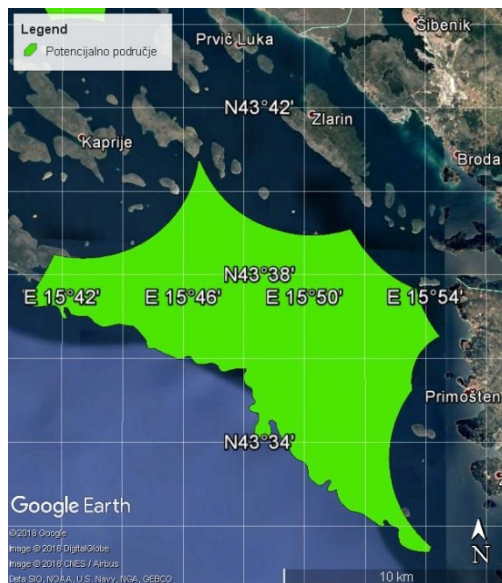 Legend
Potencijalno područje
Šibenik
Prvić Luka
N43°42'
Zlarin
Kaprije
Broda
N43°38'
E 15°42'
E 15°46'
E 15°50'
E 15°54'
Primošten
N43°34'
Google Earth
©2018 Google
Image © 2018 DigitalGlobe
Image © 2018 CNES / Airbus
Data SIO, NOAA, U.S. Navy, NGA, GEBCO
10 km
N